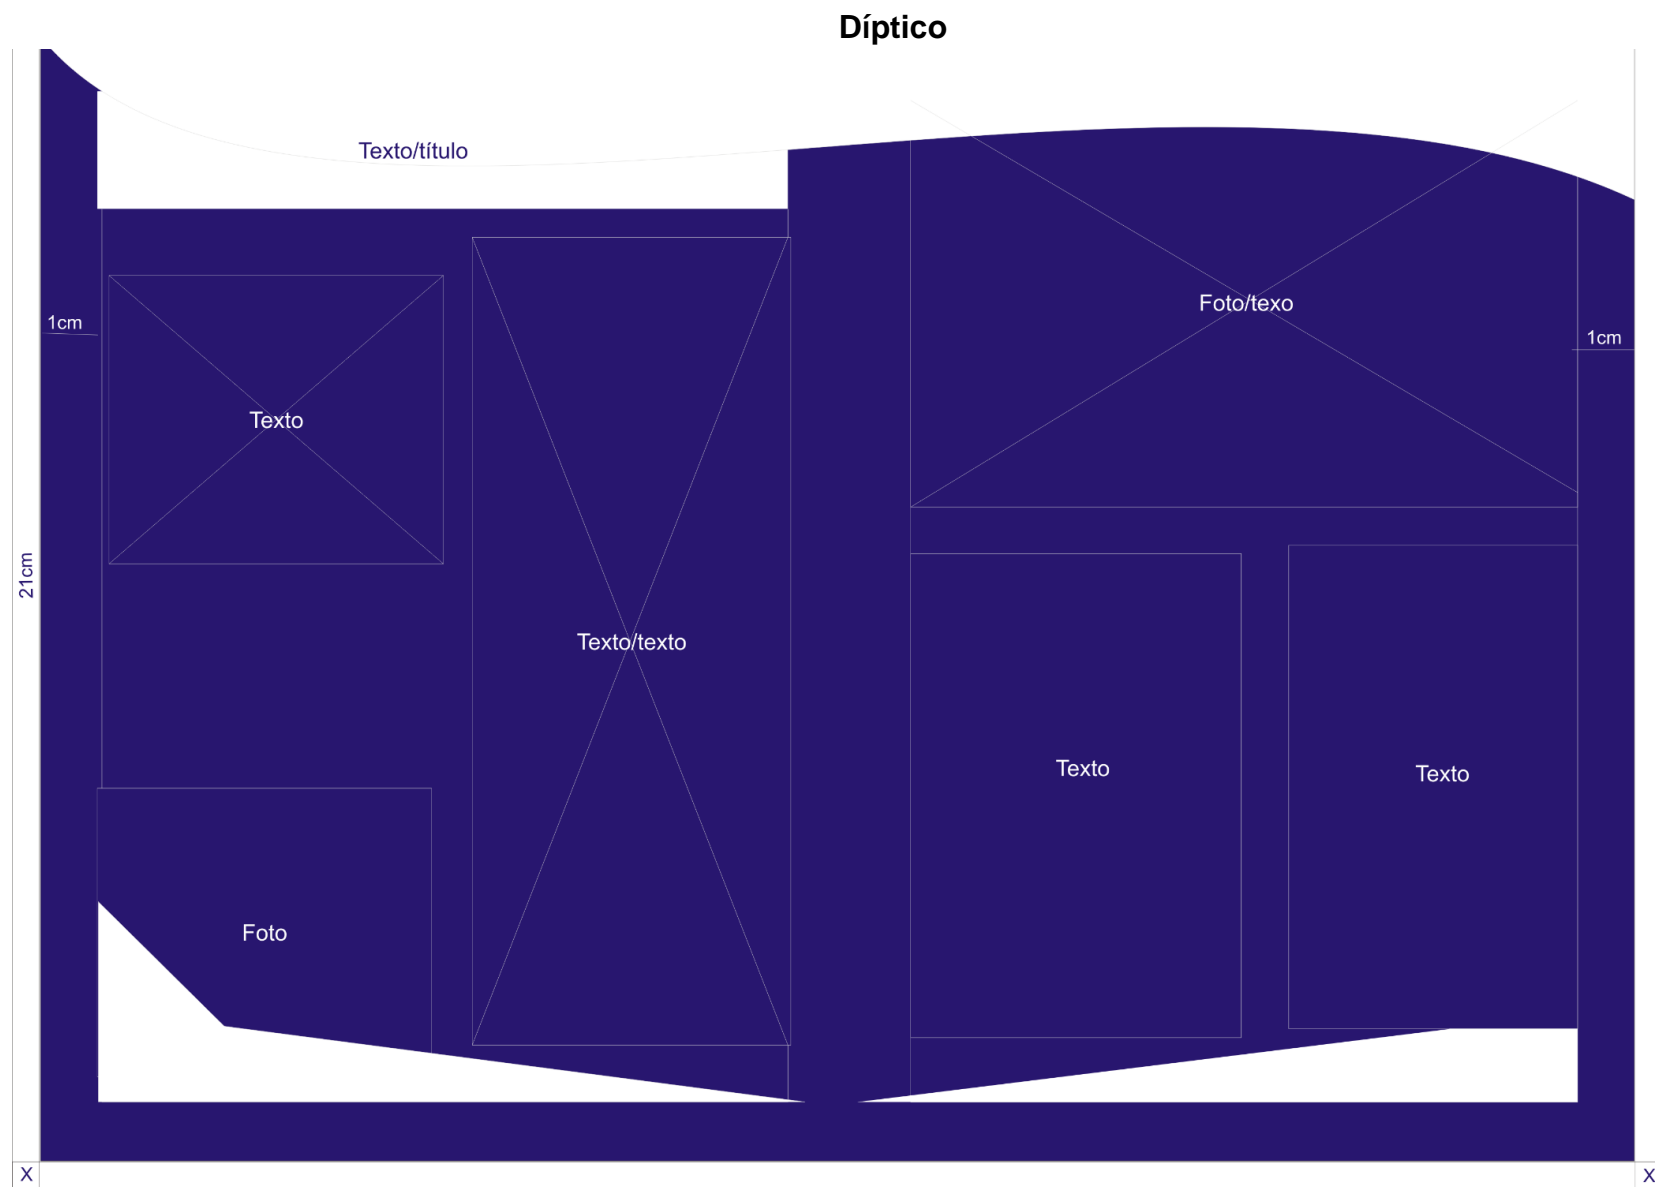 Díptico
Texto/título
1cm
Texto
21cm
Texto/texto
Foto
Foto/texo
1cm
Texto
Texto
X
X